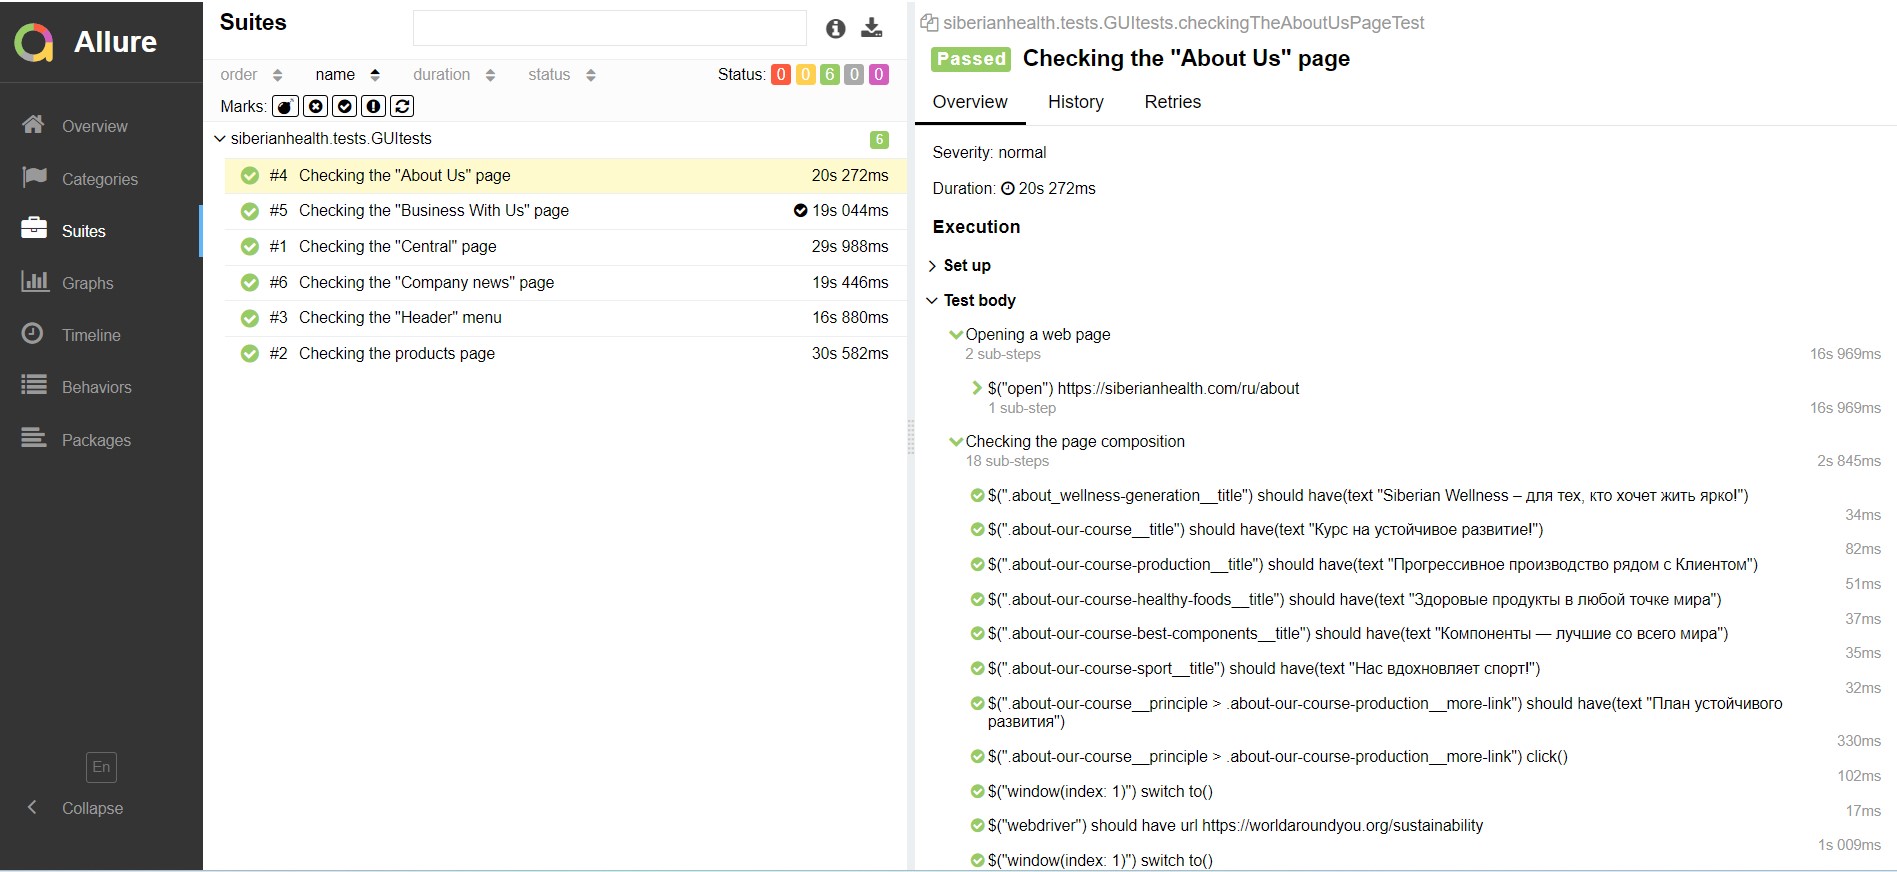 Allure
Overview
Categories
Suites
Graphs
Timeline
Behaviors
Packages
En
Collapse
Suites
order name duration status Status: 0 0 6 0 0
Marks:
siberianhealth.tests.GUItests 6
#4 Checking the "About Us" page 20s 272ms
#5 Checking the "Business With Us" page 19s 044ms
#1 Checking the "Central" page 29s 988ms
#6 Checking the "Company news" page 19s 446ms
#3 Checking the "Header" menu 16s 880ms
#2 Checking the products page 30s 582ms
siberianhealth.tests.GUItests.checkingTheAboutUsPageTest
Passed Checking the "About Us" page
Overview History Retries
Severity: normal
Duration: 20s 272ms
Execution
Set up
Test body
Opening a web page
2 sub-steps 16s 969ms
$("open") https://siberianhealth.com/ru/about
1 sub-step 16s 969ms
Checking the page composition
18 sub-steps 2s 845ms
$(".about_wellness-generation__title") should have(text "Siberian Wellness – для тех, кто хочет жить ярко!")
34ms
$(".about-our-course__title") should have(text "Курс на устойчивое развитие!")
82ms
$(".about-our-course-production__title") should have(text "Прогрессивное производство рядом с Клиентом")
51ms
$(".about-our-course-healthy-foods__title") should have(text "Здоровые продукты в любой точке мира")
37ms
$(".about-our-course-best-components__title") should have(text "Компоненты — лучшие со всего мира")
35ms
$(".about-our-course-sport__title") should have(text "Нас вдохновляет спорт!")
32ms
$(".about-our-course__principle > .about-our-course-production__more-link") should have(text "План устойчивого
развития")
330ms
$(".about-our-course__principle > .about-our-course-production__more-link") click()
102ms
$("window(index: 1)") switch to()
17ms
$("webdriver") should have url https://worldaroundyou.org/sustainability
1s 009ms
$("window(index: 1)") switch to()